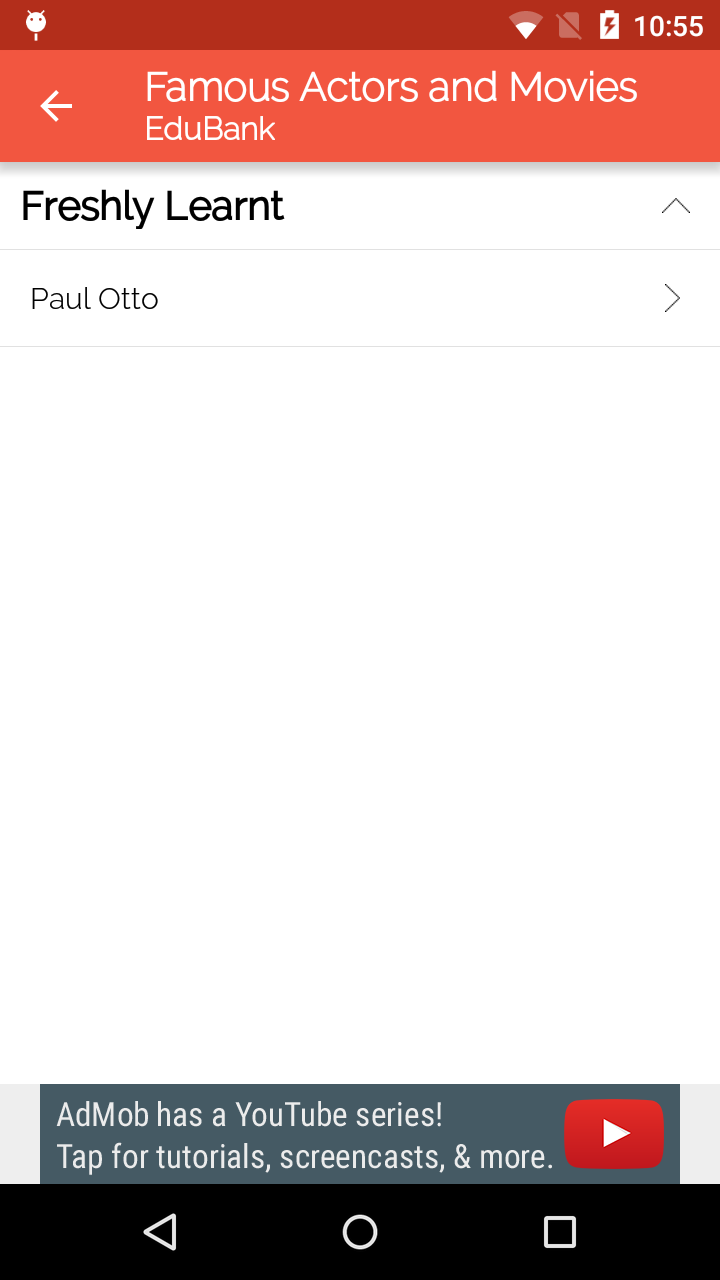 10:55
Famous Actors and Movies
EduBank
Freshly Learnt
Paul Otto
AdMob has a YouTube series!
Tap for tutorials, screencasts, & more.